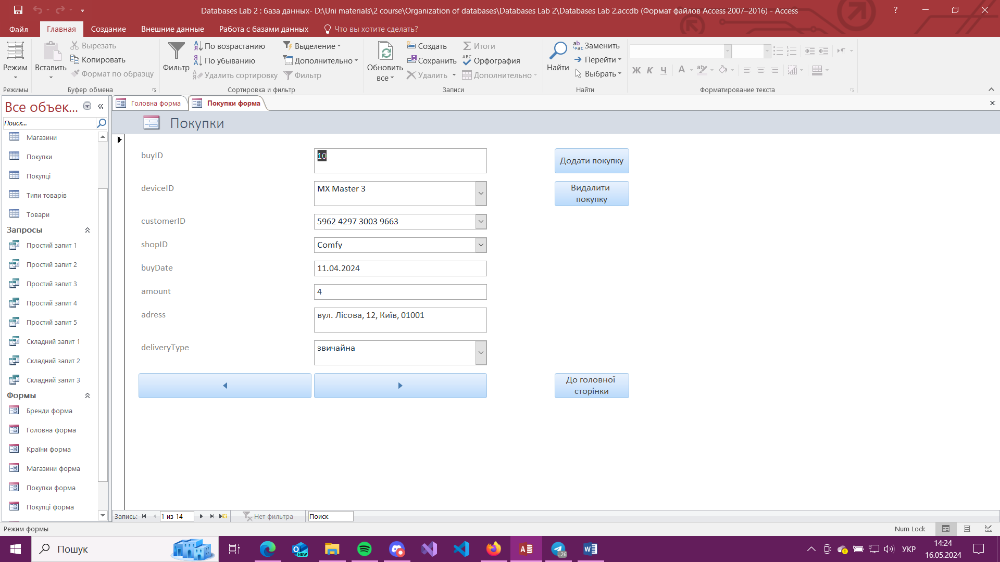 Databases Lab 2 : база данных- D:\Uni materials\2 course\Organization of databases\Databases Lab 2\Databases Lab 2.accdb (Формат файлов Access 2007–2016) - Access
?
Файл
Главная
Создание
Внешние данные
Работа с базами данных
Что вы хотите сделать?
Режим
Режимы
Вставить
Вырезать
Копировать
Формат по образцу
Буфер обмена
Фильтр
По возрастанию
По убыванию
Удалить сортировку
Выделение
Дополнительно
Фильтр
Сортировка и фильтр
Обновить
все
Создать
Сохранить
Удалить
Итоги
Орфография
Дополнительно
Записи
Найти
Заменить
Перейти
Выбрать
Найти
Ж К Ч
А
Форматирование текста
Все объек...
Поиск...
Магазини
Покупки
Покупці
Типи товарів
Товари
Запросы
Простий запит 1
Простий запит 2
Простий запит 3
Простий запит 4
Простий запит 5
Складний запит 1
Складний запит 2
Складний запит 3
Формы
Бренди форма
Головна форма
Країни форма
Магазини форма
Покупки форма
Покупці форма
Головна форма
Покупки форма
Покупки
buyID
10
Додати покупку
deviceID
MX Master 3
Видалити
покупку
customerID
5962 4297 3003 9663
shopID
Comfy
buyDate
11.04.2024
amount
4
adress
вул. Лісова, 12, Київ, 01001
deliveryType
звичайна
До головної
сторінки
Запись:
1 из 14
Нет фильтра
Поиск
Режим формы
Num Lock
Пошук
NEW
..26
УКР
14:24
16.05.2024